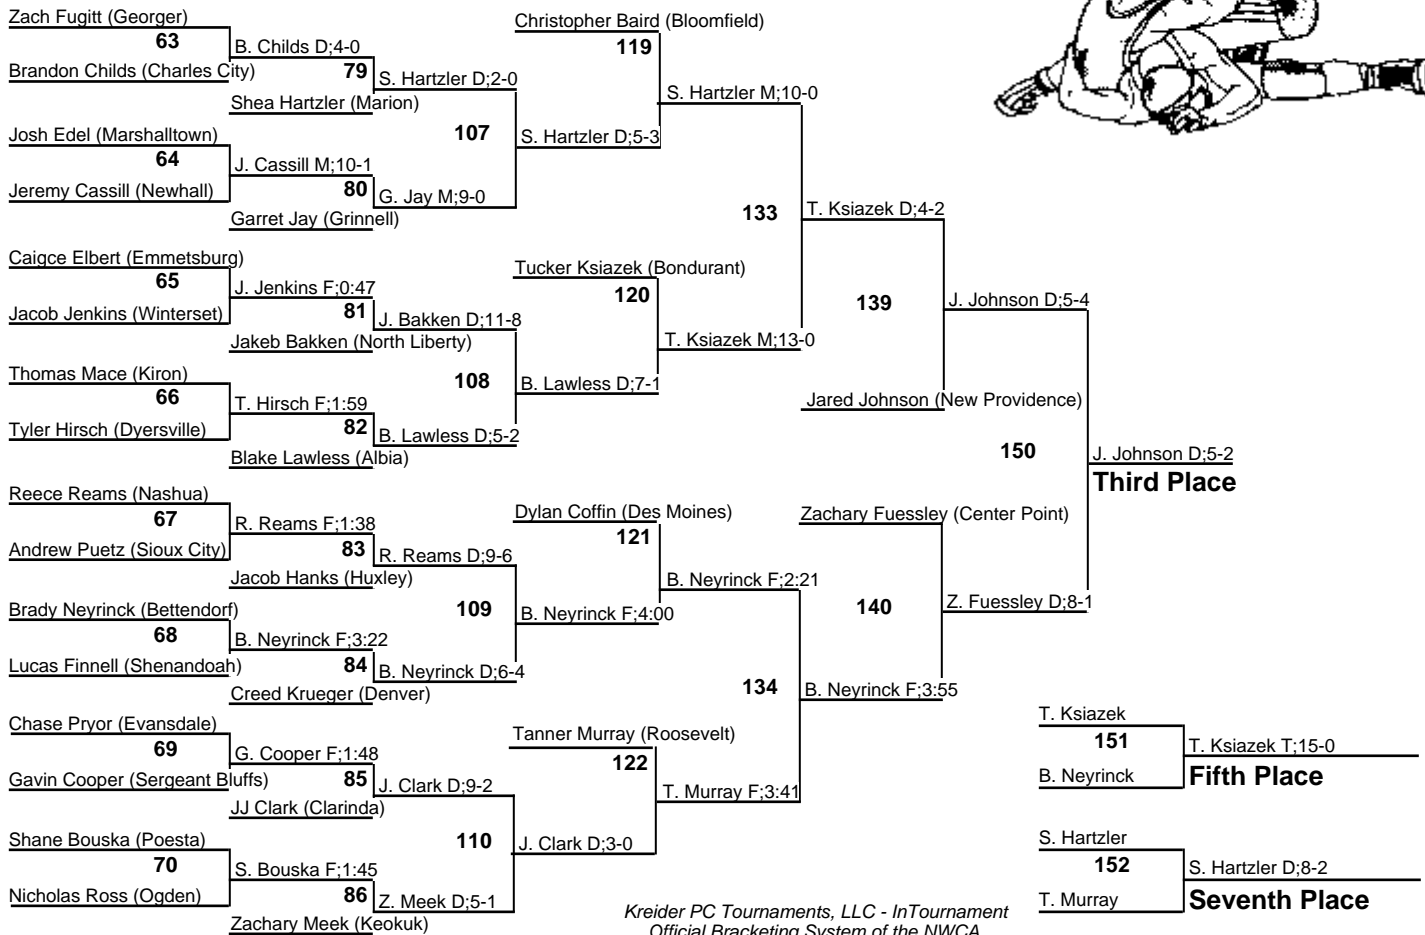 Zach Fugitt (Georger)
63
B. Childs D;4-0
Brandon Childs (Charles City)
79
S. Hartzler D;2-0
Shea Hartzler (Marion)
Josh Edel (Marshalltown)
64
J. Cassill M;10-1
Jeremy Cassill (Newhall)
80
G. Jay M;9-0
Garret Jay (Grinnell)
107
S. Hartzler D;5-3
Christopher Baird (Bloomfield)
119
S. Hartzler M;10-0
Caigce Elbert (Emmetsburg)
65
J. Jenkins F;0:47
Jacob Jenkins (Winterset)
81
J. Bakken D;11-8
Jakeb Bakken (North Liberty)
Thomas Mace (Kiron)
66
T. Hirsch F;1:59
Tyler Hirsch (Dyersville)
82
B. Lawless D;5-2
Blake Lawless (Albia)
108
B. Lawless D;7-1
Tucker Ksiazek (Bondurant)
120
T. Ksiazek M;13-0
133
T. Ksiazek D;4-2
139
J. Johnson D;5-4
Jared Johnson (New Providence)
Reece Reams (Nashua)
67
R. Reams F;1:38
Andrew Puetz (Sioux City)
83
R. Reams D;9-6
Jacob Hanks (Huxley)
Brady Neyrinck (Bettendorf)
68
B. Neyrinck F;3:22
Lucas Finnell (Shenandoah)
84
B. Neyrinck D;6-4
Creed Krueger (Denver)
109
B. Neyrinck F;4:00
Dylan Coffin (Des Moines)
121
B. Neyrinck F;2:21
Chase Pryor (Evansdale)
69
G. Cooper F;1:48
Gavin Cooper (Sergeant Bluffs)
85
J. Clark D;9-2
JJ Clark (Clarinda)
Shane Bouska (Poesta)
70
S. Bouska F;1:45
Nicholas Ross (Ogden)
86
Z. Meek D;5-1
Zachary Meek (Keokuk)
110
J. Clark D;3-0
Tanner Murray (Roosevelt)
122
T. Murray F;3:41
134
B. Neyrinck F;3:55
Zachary Fuessley (Center Point)
140
Z. Fuessley D;8-1
150
J. Johnson D;5-2
Third Place
T. Ksiazek
151
T. Ksiazek T;15-0
B. Neyrinck
Fifth Place
S. Hartzler
152
S. Hartzler D;8-2
T. Murray
Seventh Place
Kreider PC Tournaments, LLC - InTournament
Official Bracketing System of the NWCA